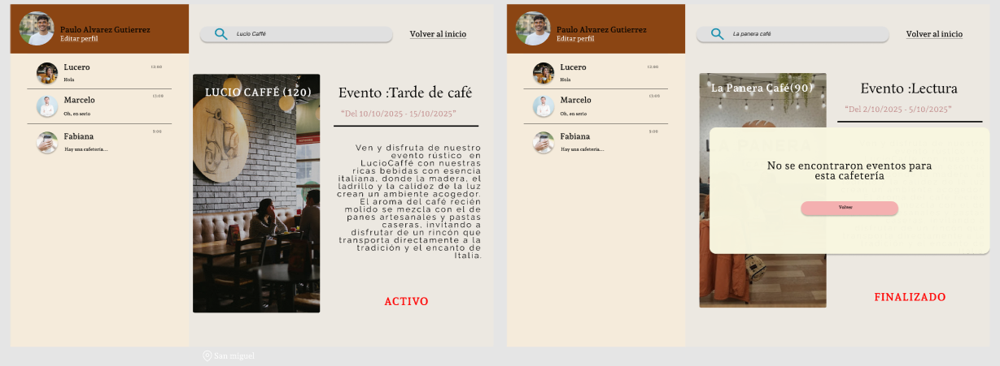 Paulo Alvarez Gutierrez
Editar perfil
Lucero
12:00
Hola
Marcelo
13:00
Oh, en serio
Fabiana
9:00
Hay una cafetería...
Lucio Caffé
Volver al inicio
LUCIO CAFFÉ (120)
Evento :Tarde de café
"Del 10/10/2025 - 15/10/2025"
Ven y disfruta de nuestro
evento rústico en
LucioCaffé con nuestras
ricas bebidas con esencia
italiana, donde la madera, el
ladrillo y la calidez de la luz
crean un ambiente acogedor.
El aroma del café recién
molido se mezcla con el de
panes artesanales y pastas
caseras, invitando a
disfrutar de un rincón que
transporta directamente a la
tradición y el encanto de
Italia.
ACTIVO
San miguel
Paulo Alvarez Gutierrez
Editar perfil
Lucero
12:00
Hola
Marcelo
13:00
Oh, en serio
Fabiana
9:00
Hay una cafetería...
La panera café
Volver al inicio
La Panera Café(90)
Evento :Lectura
"Del 2/10/2025 - 5/10/2025"
LA PANERA
No se encontraron eventos para
esta cafetería
Volver
FINALIZADO